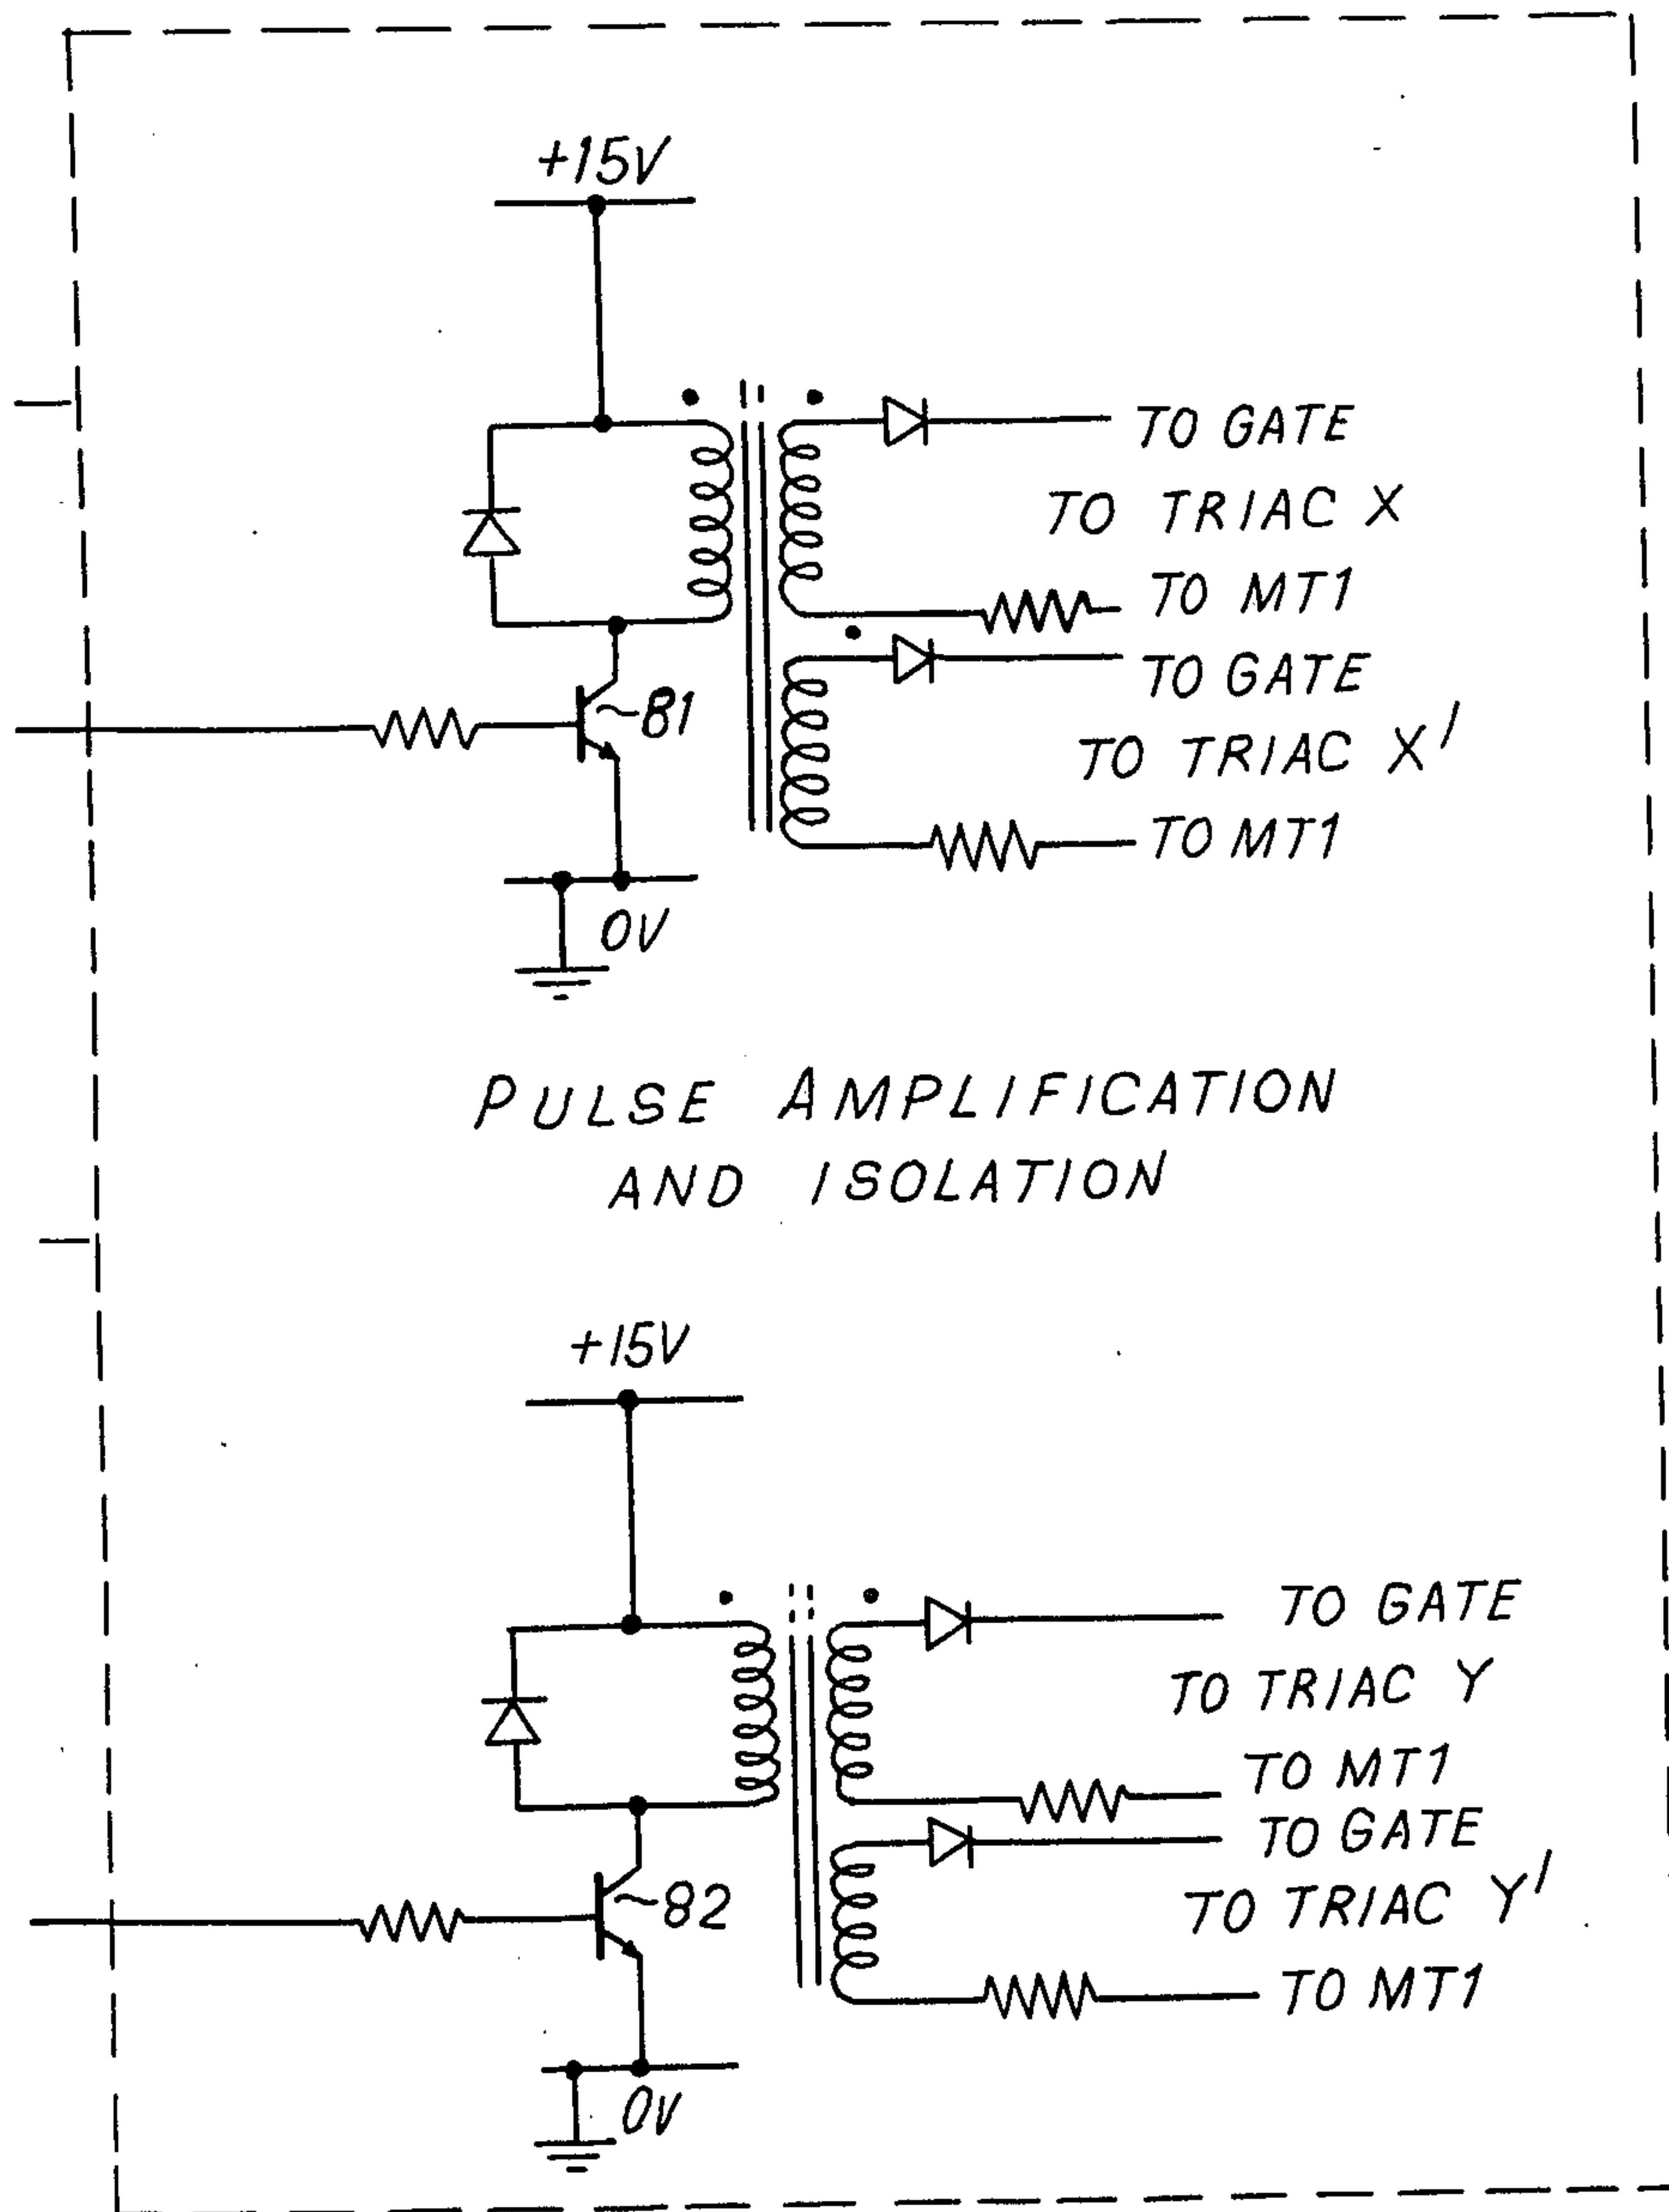 +15V
TO GATE
TO TRIAC X
TO MT1
TO GATE
81
TO TRIAC X'
TO MT1
0V
PULSE AMPLIFICATION
AND ISOLATION
+15V
TO GATE
TO TRIAC Y
TO MT1
TO GATE
82
TO TRIAC Y'
TO MT1
0V